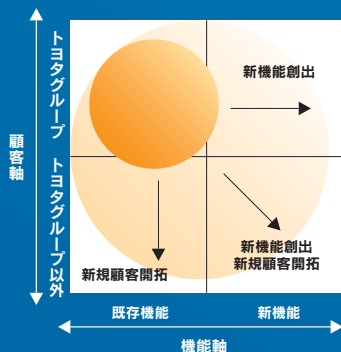 顧客軸
トヨタグループ
トヨタグループ以外
新機能創出
新機能創出
新規顧客開拓
新規顧客開拓
既存機能
新機能
機能軸